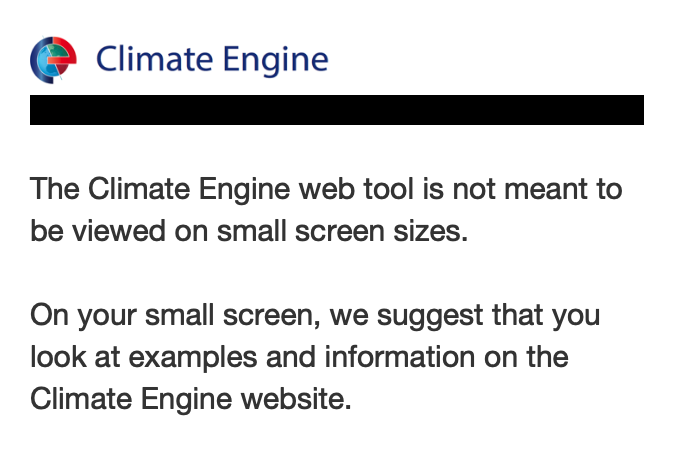 Climate Engine
The Climate Engine web tool is not meant to
be viewed on small screen sizes.
On your small screen, we suggest that you
look at examples and information on the
Climate Engine website.